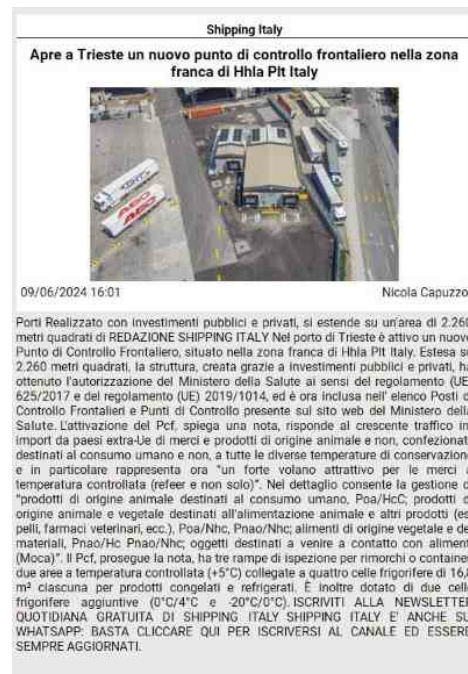 Shipping Italy
Apre a Trieste un nuovo punto di controllo frontaliero nella zona
franca di Hhla Plt Italy
09/06/2024 16:01
Nicola Capuzzo
Porti Realizzato con investimenti pubblici e privati, si estende su un'area di 2.260
metri quadrati di REDAZIONE SHIPPING ITALY Nel porto di Trieste è attivo un nuovo
Punto di Controllo Frontaliero, situato nella zona franca di Hhla Plt Italy. Estesa su
2.260 metri quadrati, la struttura, creata grazie a investimenti pubblici e privati, ha
ottenuto l'autorizzazione del Ministero della Salute ai sensi del regolamento (UE)
625/2017 e del regolamento (UE) 2019/1014, ed è ora inclusa nell' elenco Posti di
Controllo Frontalieri e Punti di Controllo presente sul sito web del Ministero della
Salute. L'attivazione del Pcf, spiega una nota, risponde al crescente traffico in
import da paesi extra-Ue di merci e prodotti di origine animale e non, confezionati,
destinati al consumo umano e non, a tutte le diverse temperature di conservazione
e in particolare rappresenta ora "un forte volano attrattivo per le merci a
temperatura controllata (refeer e non solo)". Nel dettaglio consente la gestione di
"prodotti di origine animale destinati al consumo umano, Poa/HcC; prodotti di
origine animale e vegetale destinati all'alimentazione animale e altri prodotti (es.
pelli, farmaci veterinari, ecc.), Poa/Nhc, Pnao/Nhc; alimenti di origine vegetale e dei
materiali, Pnao/Hc Pnao/Nhc; oggetti destinati a venire a contatto con alimenti
(Moca)". Il Pcf, prosegue la nota, ha tre rampe di ispezione per rimorchi o container,
due aree a temperatura controllata (+5°C) collegate a quattro celle frigorifere di 16,8
m² ciascuna per prodotti congelati e refrigerati. È inoltre dotato di due celle
frigorifere aggiuntive (0°C/4°C e -20°C/0°C). ISCRIVITI ALLA NEWSLETTER
QUOTIDIANA GRATUITA DI SHIPPING ITALY SHIPPING ITALY E' ANCHE SU
WHATSAPP: BASTA CLICCARE QUI PER ISCRIVERSI AL CANALE ED ESSERE
SEMPRE AGGIORNATI.